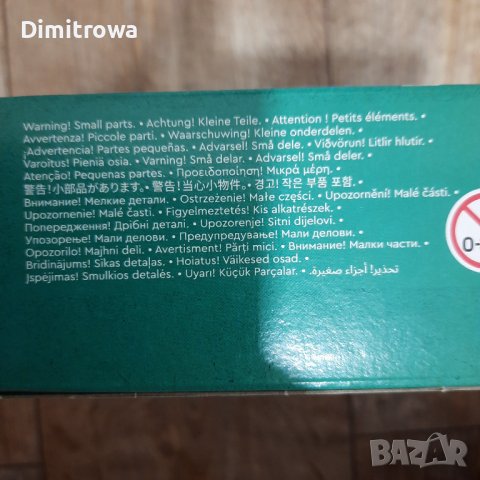 Dimitrowa
Warning! Small parts. • Achtung! Kleine Teile. • Attention ! Petits éléments. •
Avvertenza! Piccole parti. • Waarschuwing! Kleine onderdelen. •
¡Advertencia! Partes pequeñas. • Advarsel! Små dele. • Viðvörun! Litlir hlutir. •
Varoitus! Pieniä osia. • Varning! Små delar. • Advarsel! Små deler. •
Atenção! Pequenas partes. • Προειδοποίηση! Μικρά μέρη. •
警告!小部品があります。• 警告!当心小物件。• 경고! 작은 부품 포함. •
Внимание! Мелкие детали. • Ostrzeżenie! Małe części. • Upozornění! Malé části. •
Upozornenie! Malé časti. • Figyelmeztetés! Kis alkatrészek. •
Попередження! Дрібні деталі. • Upozorenje! Sitni dijelovi. •
Упозорење! Мали делови. • Предупредување! Мали делови. •
Opozorilo! Majhni deli. • Avertisment! Părți mici. • Внимание! Малки части. •
Brīdinājums! Sīkas detaļas. • Hoiatus! Väikesed osad. •
Įspėjimas! Smulkios detalės. • Uyarı! Küçük Parçalar. • تحذير! أجزاء صغيرة.
0-
BAZAR